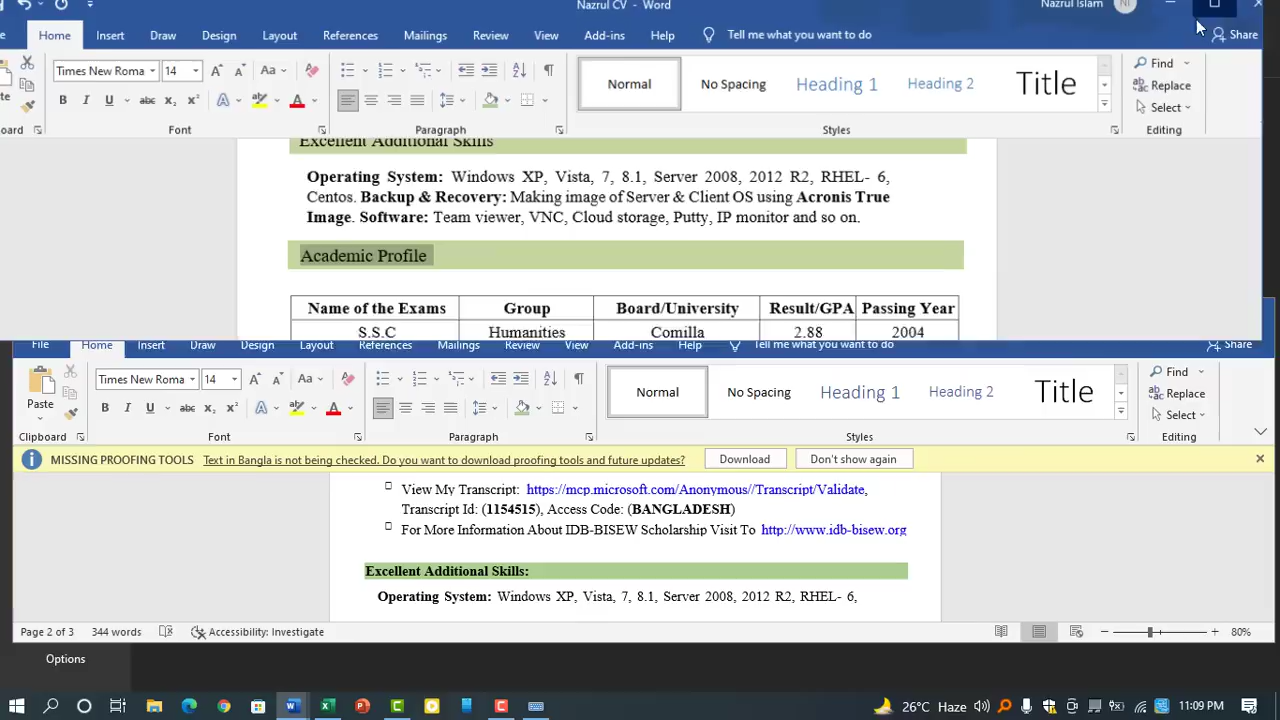 Nazrul CV - Word
Nazrul Islam
NI
Home Insert Draw Design Layout References Mailings Review View Add-ins Help Tell me what you want to do Share
Times New Roma 14 Aa Normal No Spacing Heading 1 Heading 2 Title Find
Replace
Select
Font Paragraph Styles Editing
Excellent Additional Skills
Operating System: Windows XP, Vista, 7, 8.1, Server 2008, 2012 R2, RHEL- 6,
Centos. Backup & Recovery: Making image of Server & Client OS using Acronis True
Image. Software: Team viewer, VNC, Cloud storage, Putty, IP monitor and so on.
Academic Profile
Name of the Exams Group Board/University Result/GPA Passing Year
S.S.C Humanities Comilla 2.88 2004
File Home Insert Draw Design Layout References Mailings Review View Add-ins Help Tell me what you want to do Share
Paste Times New Roma 14 Aa Normal No Spacing Heading 1 Heading 2 Title Find
Replace
B I U abc x₂ x² A A Select
Clipboard Font Paragraph Styles Editing
MISSING PROOFING TOOLS Text in Bangla is not being checked. Do you want to download proofing tools and future updates? Download Don't show again
View My Transcript: https://mcp.microsoft.com/Anonymous//Transcript/Validate,
Transcript Id: (1154515), Access Code: (BANGLADESH)
For More Information About IDB-BISEW Scholarship Visit To http://www.idb-bisew.org
Excellent Additional Skills:
Operating System: Windows XP, Vista, 7, 8.1, Server 2008, 2012 R2, RHEL- 6,
Page 2 of 3 344 words Accessibility: Investigate 80%
Options
26°C Haze 11:09 PM